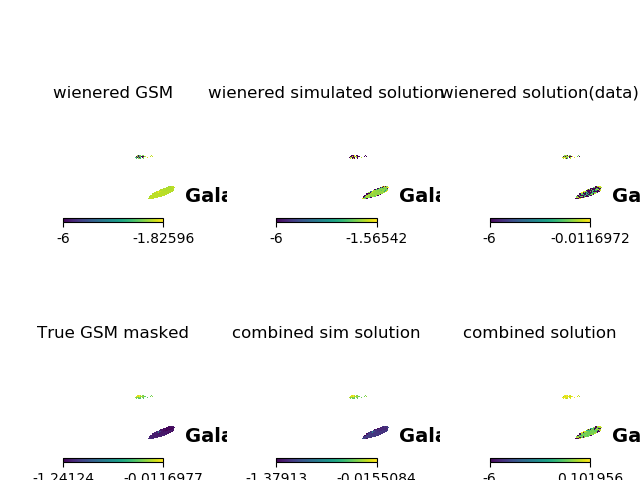 wienered GSM
wienered simulated solution
wienered solution(data)
Gala
Gala
Ga
-6
-1.82596
-6
-1.56542
-6
-0.0116972
True GSM masked
combined sim solution
combined solution
Gala
Gala
Ga
-1.24124
-0.0116977
-1.37913
-0.0155084
-6
0.101956